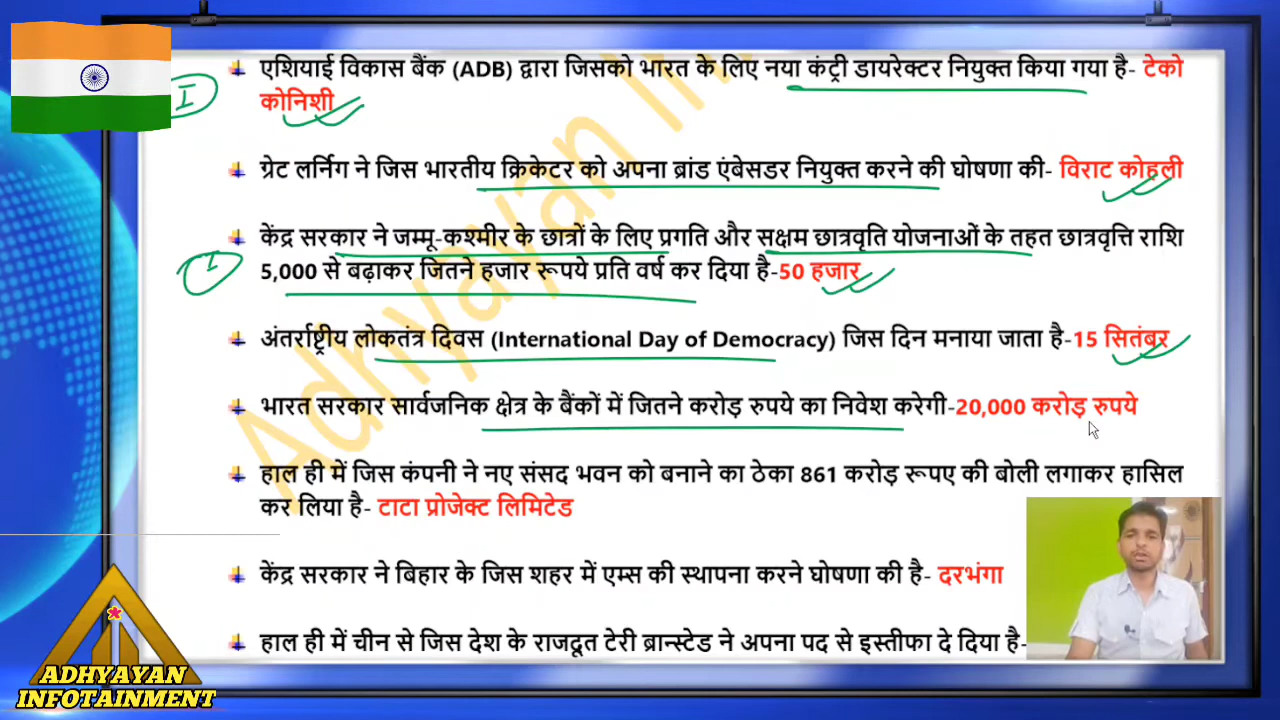 एशियाई विकास बैंक (ADB) द्वारा जिसको भारत के लिए नया कंट्री डायरेक्टर नियुक्त किया गया है- टेको
कोनिशी
ग्रेट लर्निग ने जिस भारतीय क्रिकेटर को अपना ब्रांड एंबेसडर नियुक्त करने की घोषणा की- विराट कोहली
केंद्र सरकार ने जम्मू-कश्मीर के छात्रों के लिए प्रगति और सक्षम छात्रवृति योजनाओं के तहत छात्रवृत्ति राशि
5,000 से बढ़ाकर जितने हजार रूपये प्रति वर्ष कर दिया है-50 हजार
अंतर्राष्ट्रीय लोकतंत्र दिवस (International Day of Democracy) जिस दिन मनाया जाता है-15 सितंबर
भारत सरकार सार्वजनिक क्षेत्र के बैंकों में जितने करोड़ रुपये का निवेश करेगी-20,000 करोड़ रुपये
हाल ही में जिस कंपनी ने नए संसद भवन को बनाने का ठेका 861 करोड़ रूपए की बोली लगाकर हासिल
कर लिया है- टाटा प्रोजेक्ट लिमिटेड
केंद्र सरकार ने बिहार के जिस शहर में एम्स की स्थापना करने घोषणा की है- दरभंगा
हाल ही में चीन से जिस देश के राजदूत टेरी ब्रान्स्टेड ने अपना पद से इस्तीफा दे दिया है-
Adhyayan In
ADHYAYAN
INFOTAINMENT